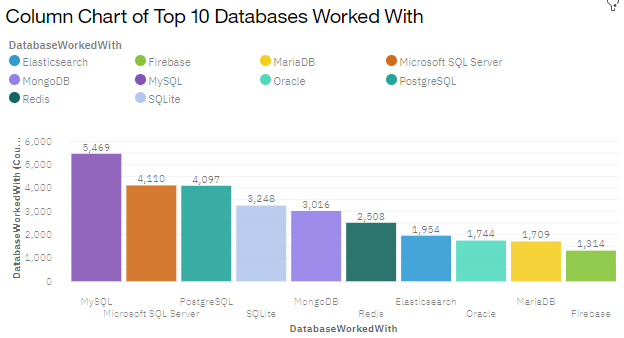 Column Chart of Top 10 Databases Worked With
DatabaseWorkedWith
Elasticsearch Firebase MariaDB Microsoft SQL Server
MongoDB MySQL Oracle PostgreSQL
Redis SQLite
DatabaseWorkedWith (Cou...
6,000
5,000
4,000
3,000
2,000
1,000
0
5,469
4,110
4,097
3,248
3,016
2,508
1,954
1,744
1,709
1,314
MySQL PostgreSQL MongoDB Elasticsearch MariaDB
Microsoft SQL Server SQLite Redis Oracle Firebase
DatabaseWorkedWith